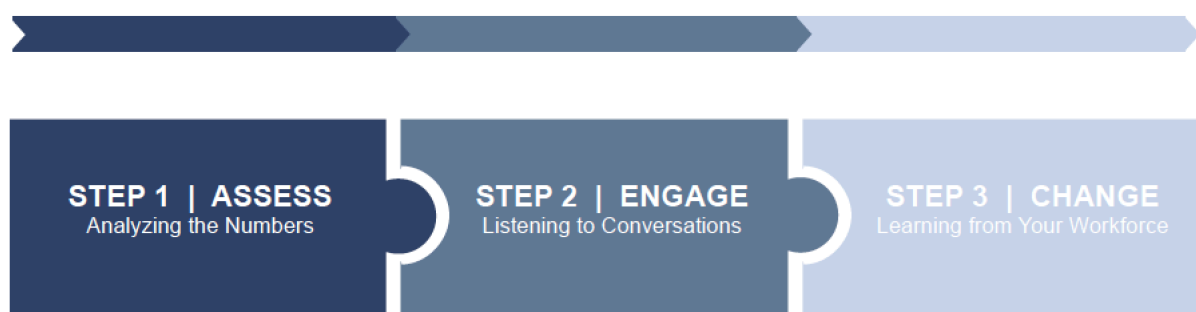 STEP 1 | ASSESS
Analyzing the Numbers
STEP 2 | ENGAGE
Listening to Conversations
STEP 3 | CHANGE
Learning from Your Workforce